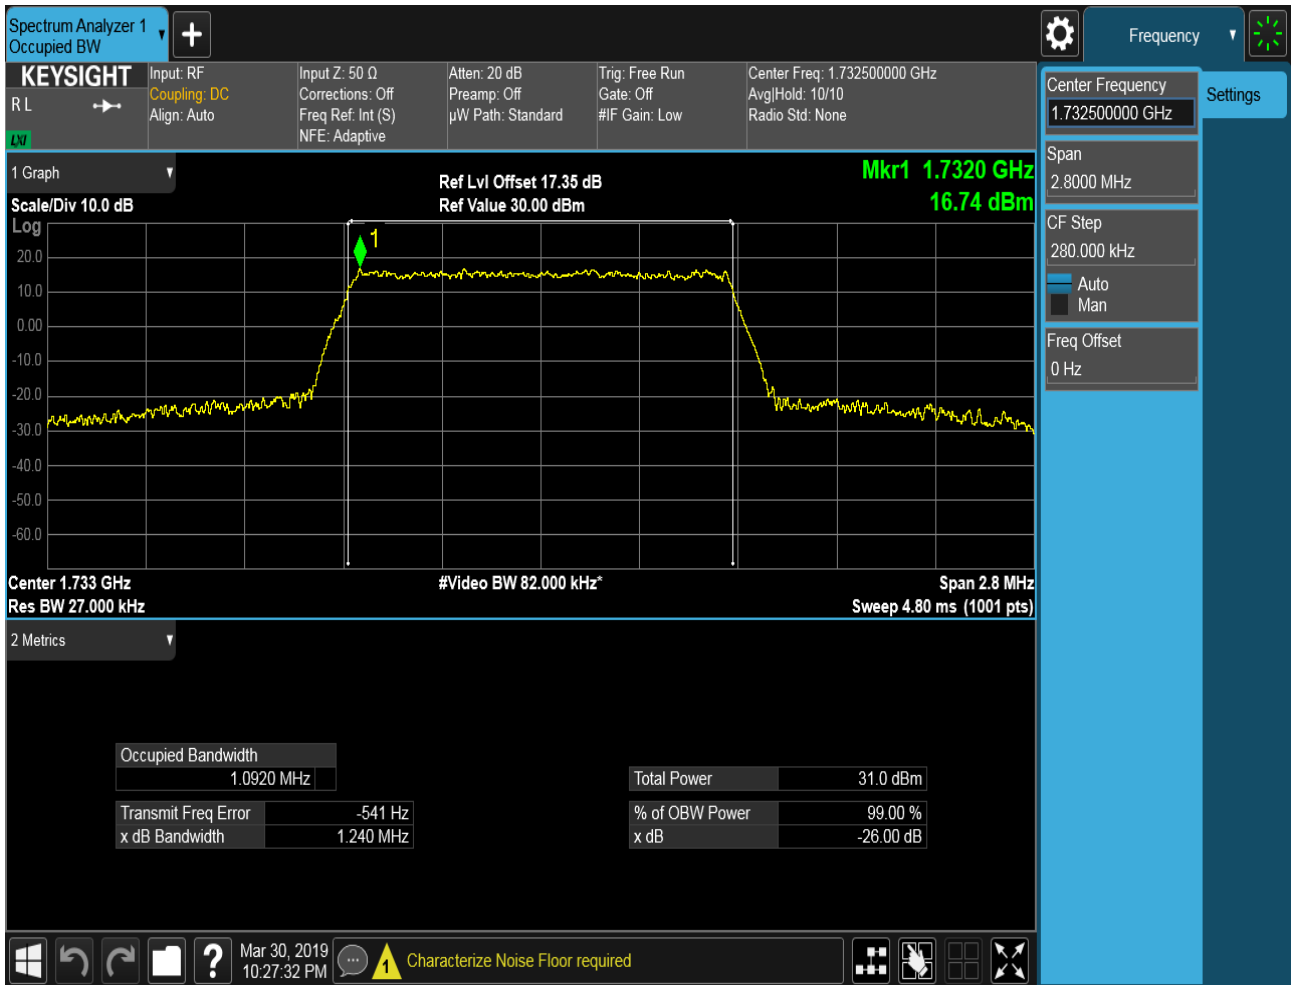 Spectrum Analyzer 1
Occupied BW
Frequency
KEYSIGHT
R L
LXI
Input: RF
Coupling: DC
Align: Auto
Input Z: 50 Ω
Corrections: Off
Freq Ref: Int (S)
NFE: Adaptive
Atten: 20 dB
Preamp: Off
µW Path: Standard
Trig: Free Run
Gate: Off
#IF Gain: Low
Center Freq: 1.732500000 GHz
Avg|Hold: 10/10
Radio Std: None
Center Frequency
1.732500000 GHz
Settings
Span
2.8000 MHz
CF Step
280.000 kHz
Auto
Man
Freq Offset
0 Hz
1 Graph
Scale/Div 10.0 dB
Ref Lvl Offset 17.35 dB
Ref Value 30.00 dBm
Mkr1 1.7320 GHz
16.74 dBm
Log
1
20.0
10.0
0.00
-10.0
-20.0
-30.0
-40.0
-50.0
-60.0
Center 1.733 GHz
#Video BW 82.000 kHz*
Span 2.8 MHz
Res BW 27.000 kHz
Sweep 4.80 ms (1001 pts)
2 Metrics
Occupied Bandwidth
1.0920 MHz
Total Power 31.0 dBm
Transmit Freq Error -541 Hz
% of OBW Power 99.00 %
x dB Bandwidth 1.240 MHz
x dB -26.00 dB
?
Mar 30, 2019
10:27:32 PM
1
Characterize Noise Floor required